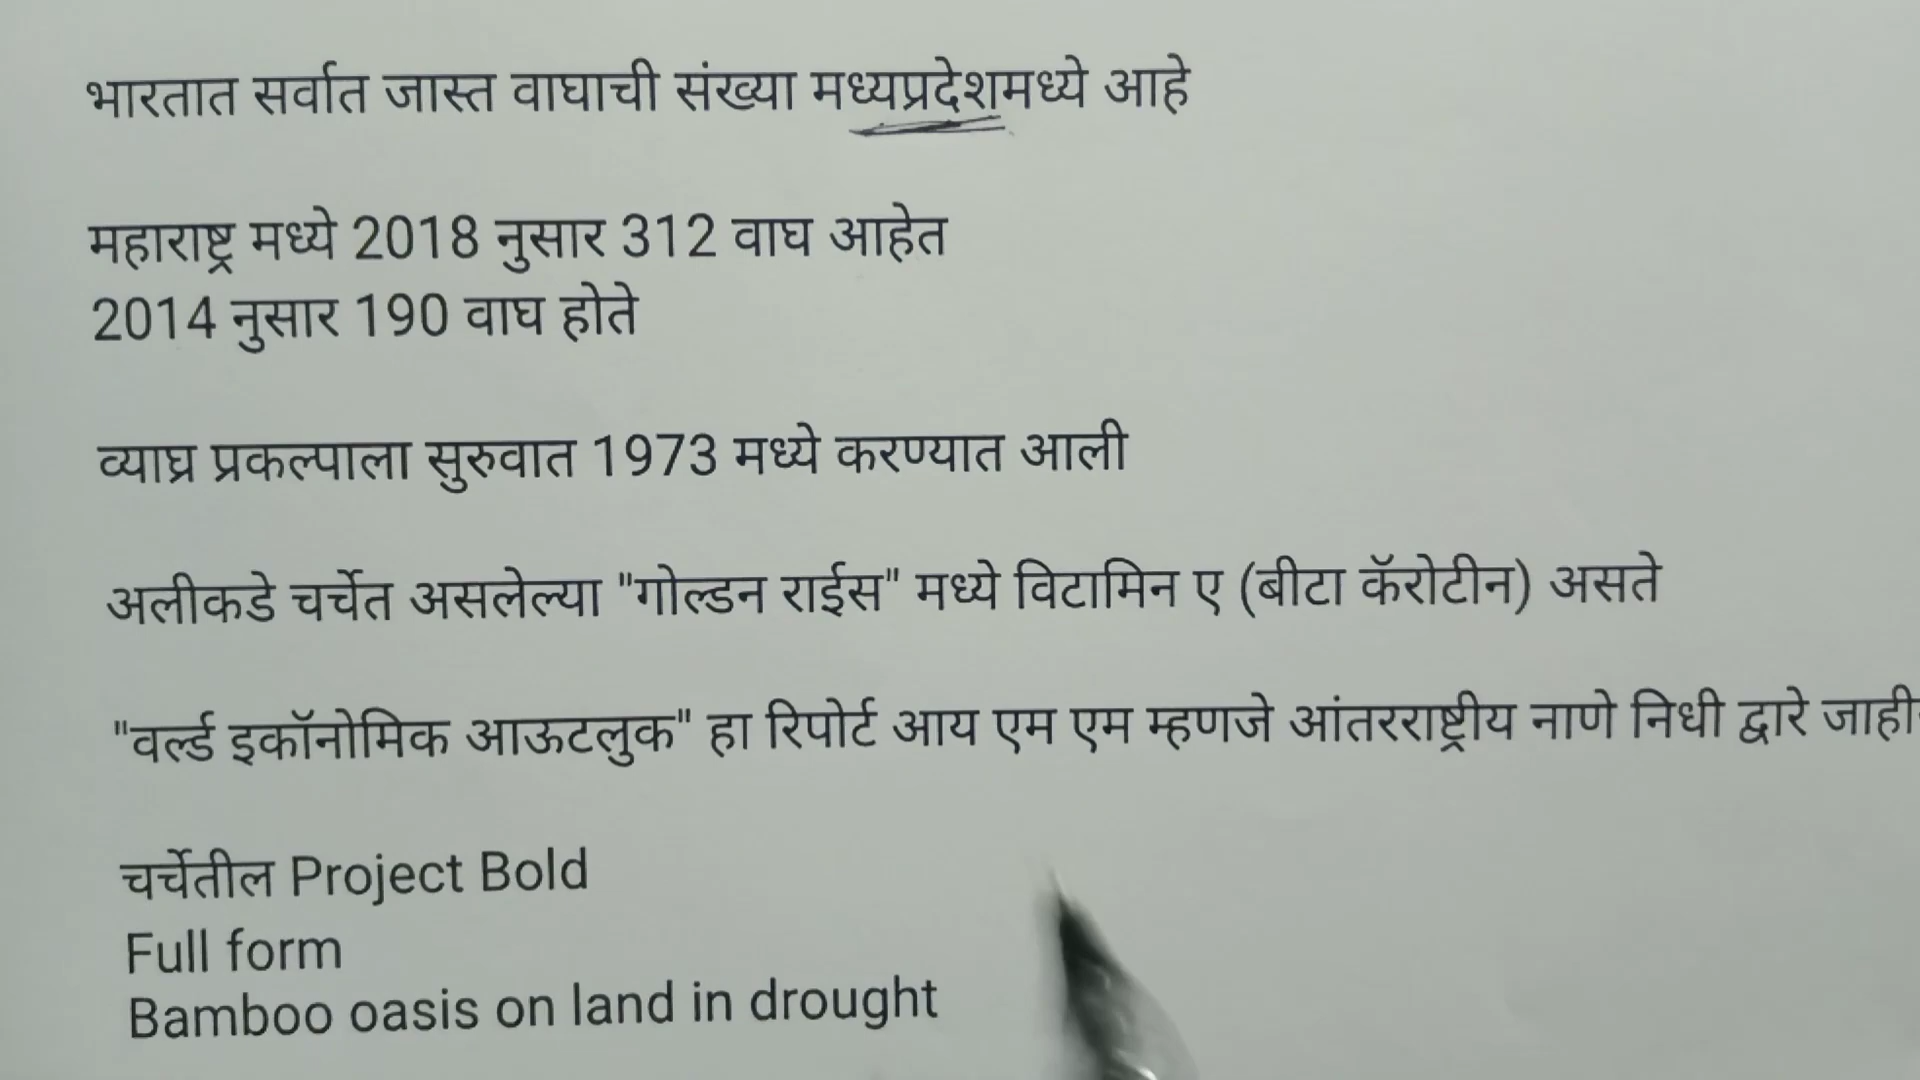 भारतात सर्वात जास्त वाघाची संख्या मध्यप्रदेशमध्ये आहे
महाराष्ट्र मध्ये 2018 नुसार 312 वाघ आहेत
2014 नुसार 190 वाघ होते
व्याघ्र प्रकल्पाला सुरुवात 1973 मध्ये करण्यात आली
अलीकडे चर्चेत असलेल्या "गोल्डन राईस" मध्ये विटामिन ए (बीटा कॅरोटीन) असते
"वर्ल्ड इकॉनोमिक आऊटलुक" हा रिपोर्ट आय एम एम म्हणजे आंतरराष्ट्रीय नाणे निधी द्वारे
चर्चेतील Project Bold
Full form
Bamboo oasis on land in drought